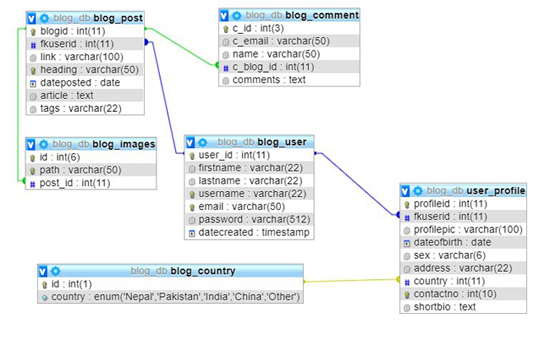 blog_db blog_post
blogid : int(11)
fkuserid : int(11)
link : varchar(100)
heading : varchar(50)
dateposted : date
article : text
tags : varchar(22)
blog_db blog_comment
c_id : int(3)
c_email : varchar(50)
name : varchar(50)
c_blog_id : int(11)
comments : text
blog_db blog_images
id : int(6)
path : varchar(50)
post_id : int(11)
blog_db blog_user
user_id : int(11)
firstname : varchar(22)
lastname : varchar(22)
username : varchar(22)
email : varchar(50)
password : varchar(512)
datecreated : timestamp
blog_db user_profile
profileid : int(11)
fkuserid : int(11)
profilepic : varchar(100)
dateofbirth : date
sex : varchar(6)
address : varchar(22)
country : int(11)
contactno : int(10)
shortbio : text
blog_db blog_country
id : int(1)
country : enum('Nepal','Pakistan','India','China','Other')